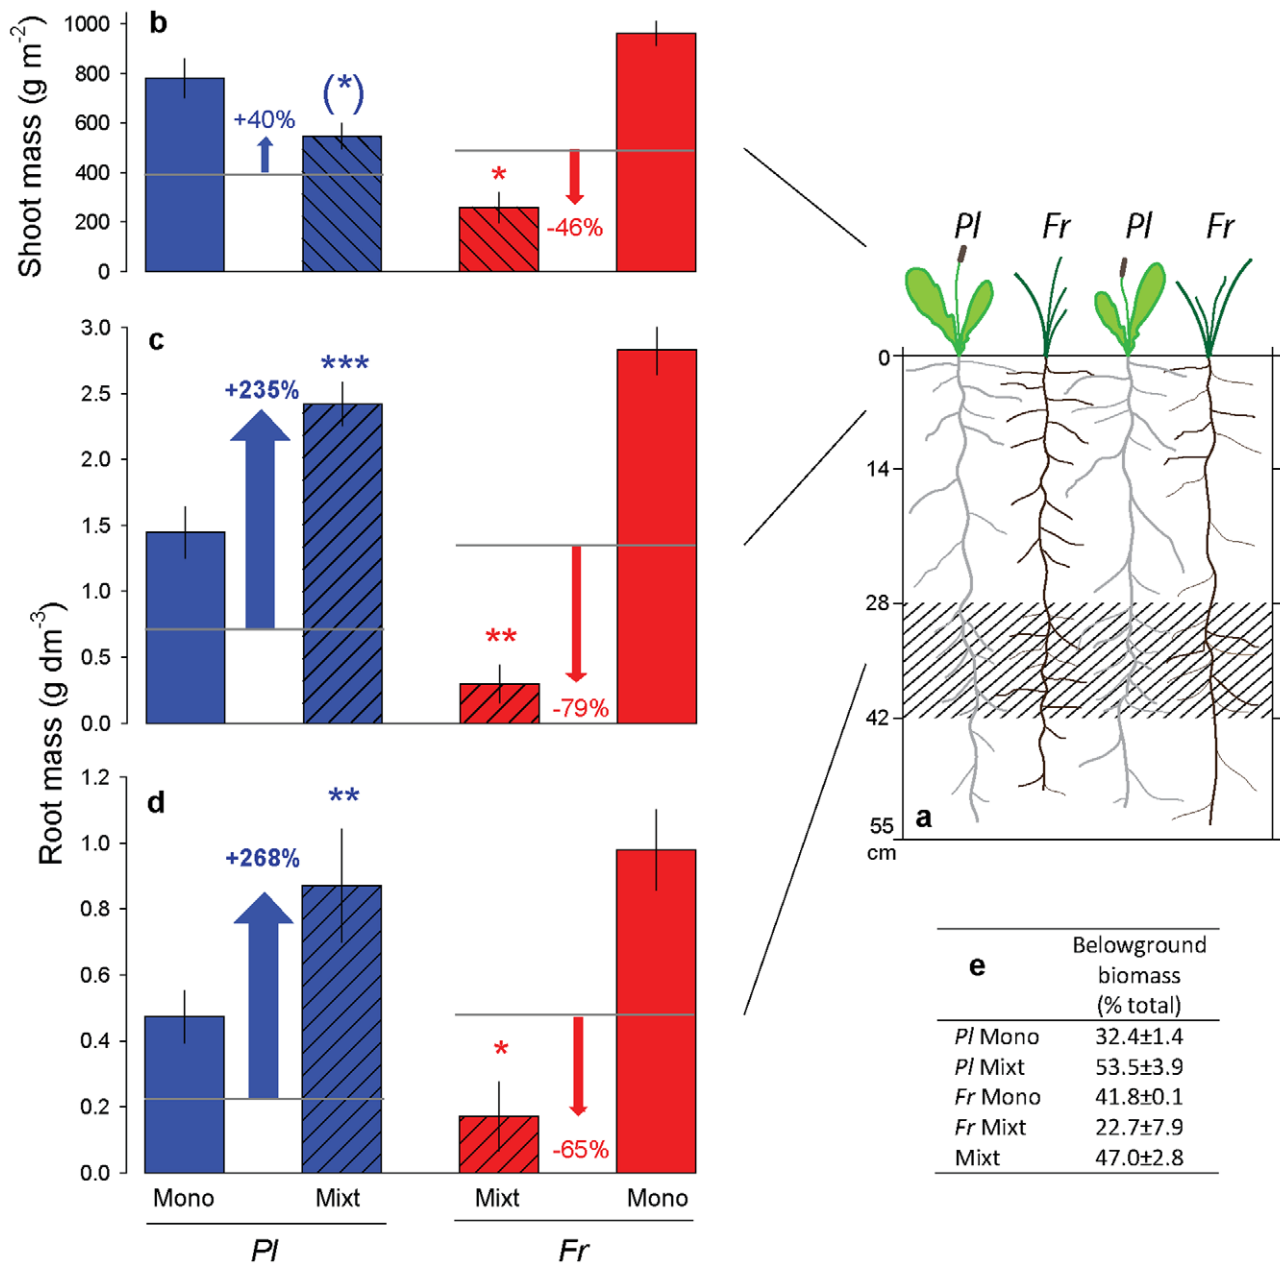 b
Shoot mass (g m-2)
1000
800
600
400
200
0
+40%
(*)
*
-46%
c
Root mass (g dm-3)
3.0
2.5
2.0
1.5
1.0
0.5
0.0
+235%
***
**
-79%
d
1.2
1.0
0.8
0.6
0.4
0.2
0.0
+268%
**
*
-65%
Mono Mixt Mixt Mono
Pl Fr
Pl Fr Pl Fr
0
14
28
42
55
cm
a
e
Belowground
biomass
(% total)
Pl Mono 32.4±1.4
Pl Mixt 53.5±3.9
Fr Mono 41.8±0.1
Fr Mixt 22.7±7.9
Mixt 47.0±2.8